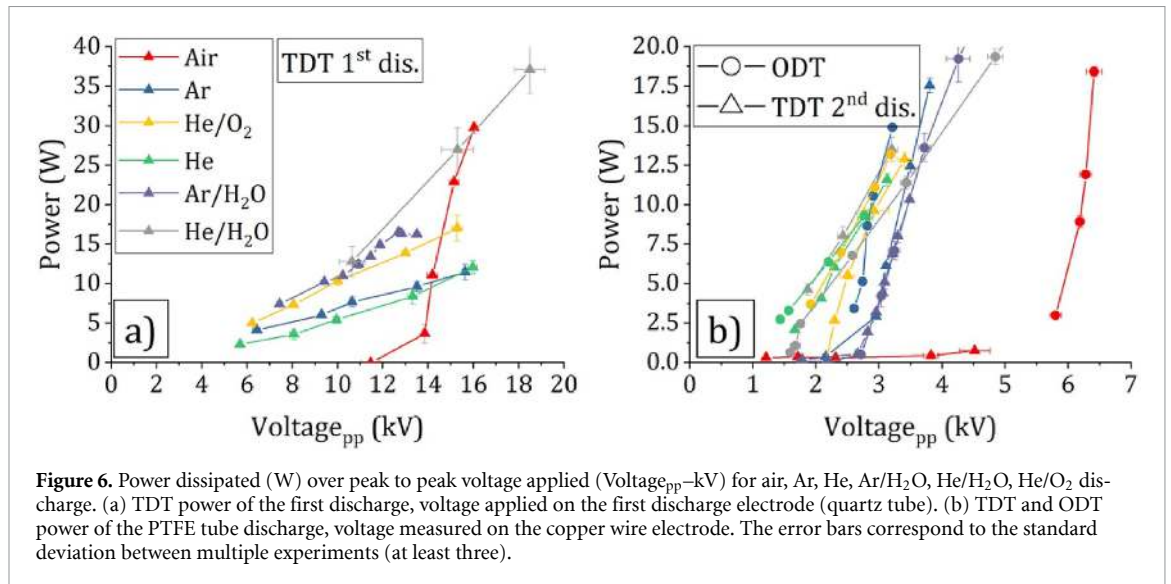 TDT 1st dis.
Air
Ar
He/O2
He
Ar/H2O
He/H2O
a)
Power (W)
40
35
30
25
20
15
10
5
0
0 2 4 6 8 10 12 14 16 18 20
Voltagepp (kV)
ODT
TDT 2nd dis.
b)
Power (W)
20.0
17.5
15.0
12.5
10.0
7.5
5.0
2.5
0.0
0 1 2 3 4 5 6 7
Voltagepp (kV)
Figure 6. Power dissipated (W) over peak to peak voltage applied (Voltagepp–kV) for air, Ar, He, Ar/H2O, He/H2O, He/O2 dis-
charge. (a) TDT power of the first discharge, voltage applied on the first discharge electrode (quartz tube). (b) TDT and ODT
power of the PTFE tube discharge, voltage measured on the copper wire electrode. The error bars correspond to the standard
deviation between multiple experiments (at least three).